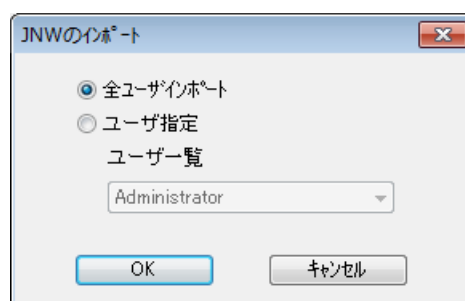 JNWのｲﾝﾎﾟｰﾄ
全ﾕｰｻﾞｲﾝﾎﾟｰﾄ
ユーザ指定
ユーザ一覧
Administrator
OK
ｷｬﾝｾﾙ